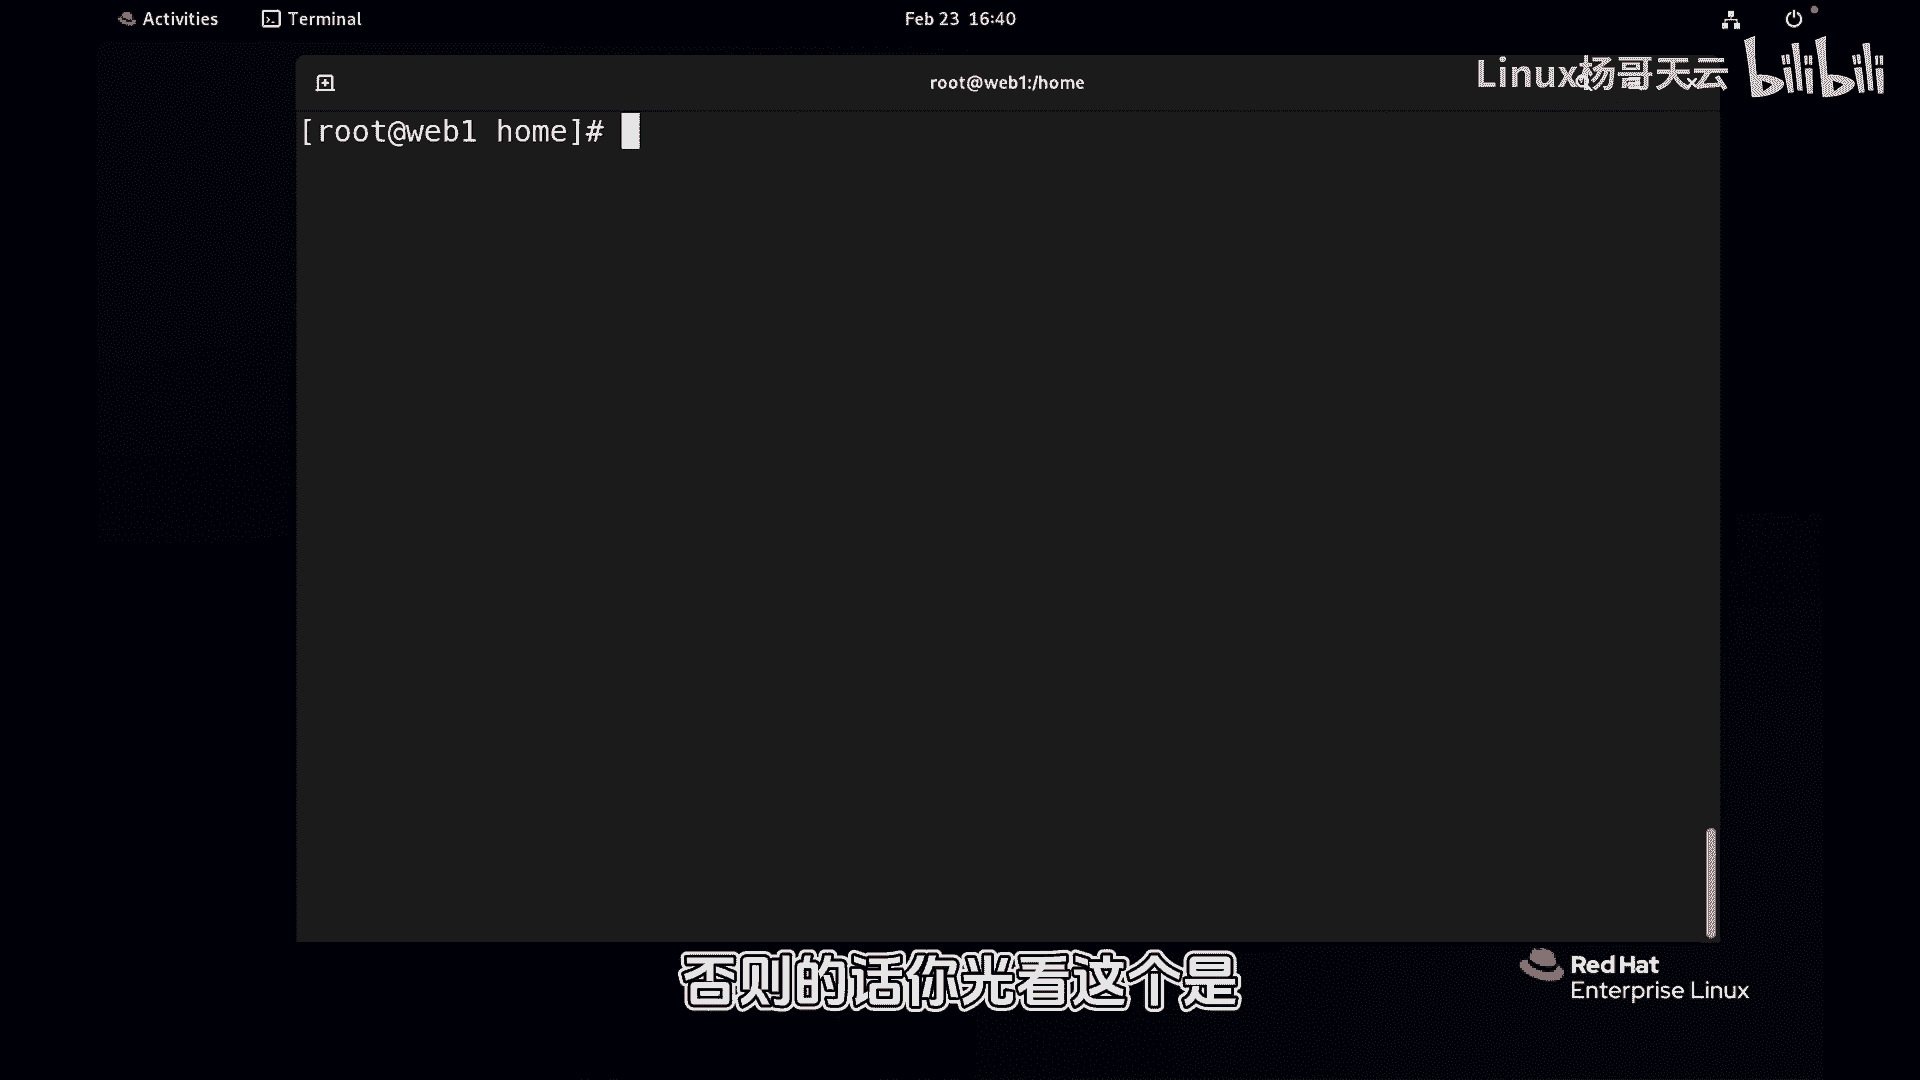 Activities
Terminal
Feb 23 16:40
root@web1:/home
Linux杨哥天云 bilibili
[root@web1 home]#
否则的话你光看这个是
Red Hat
Enterprise Linux